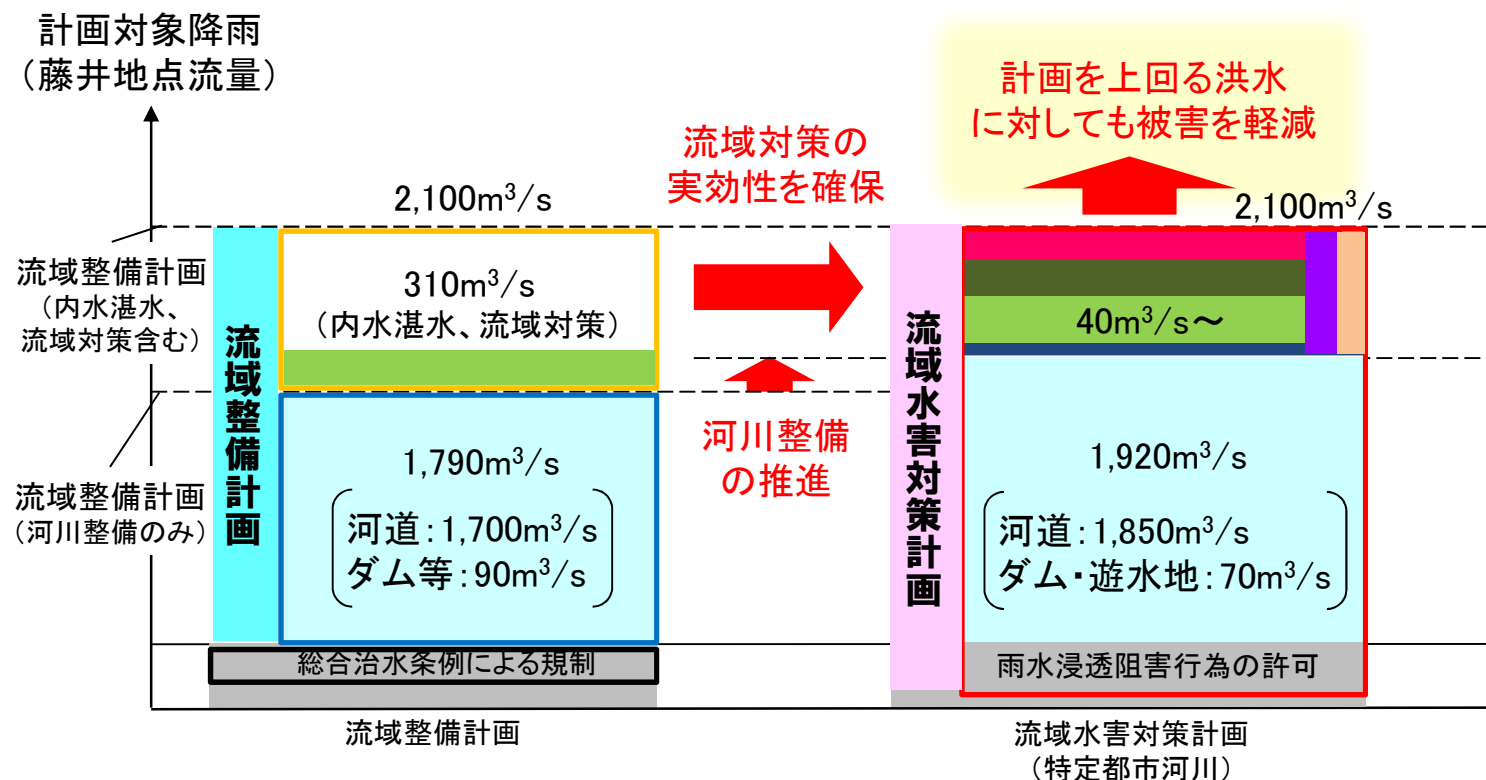 計画対象降雨
（藤井地点流量）
計画を上回る洪水
に対しても被害を軽減
流域対策の
実効性を確保
2,100m³/s
2,100m³/s
流域整備計画
（内水湛水、
流域対策含む）
流域整備計画
310m³/s
（内水湛水、流域対策）
流域水害対策計画
40m³/s～
流域整備計画
（河川整備のみ）
1,790m³/s
河道：1,700m³/s
ダム等：90m³/s
河川整備
の推進
1,920m³/s
河道：1,850m³/s
ダム・遊水地：70m³/s
総合治水条例による規制
雨水浸透阻害行為の許可
流域整備計画
流域水害対策計画
（特定都市河川）